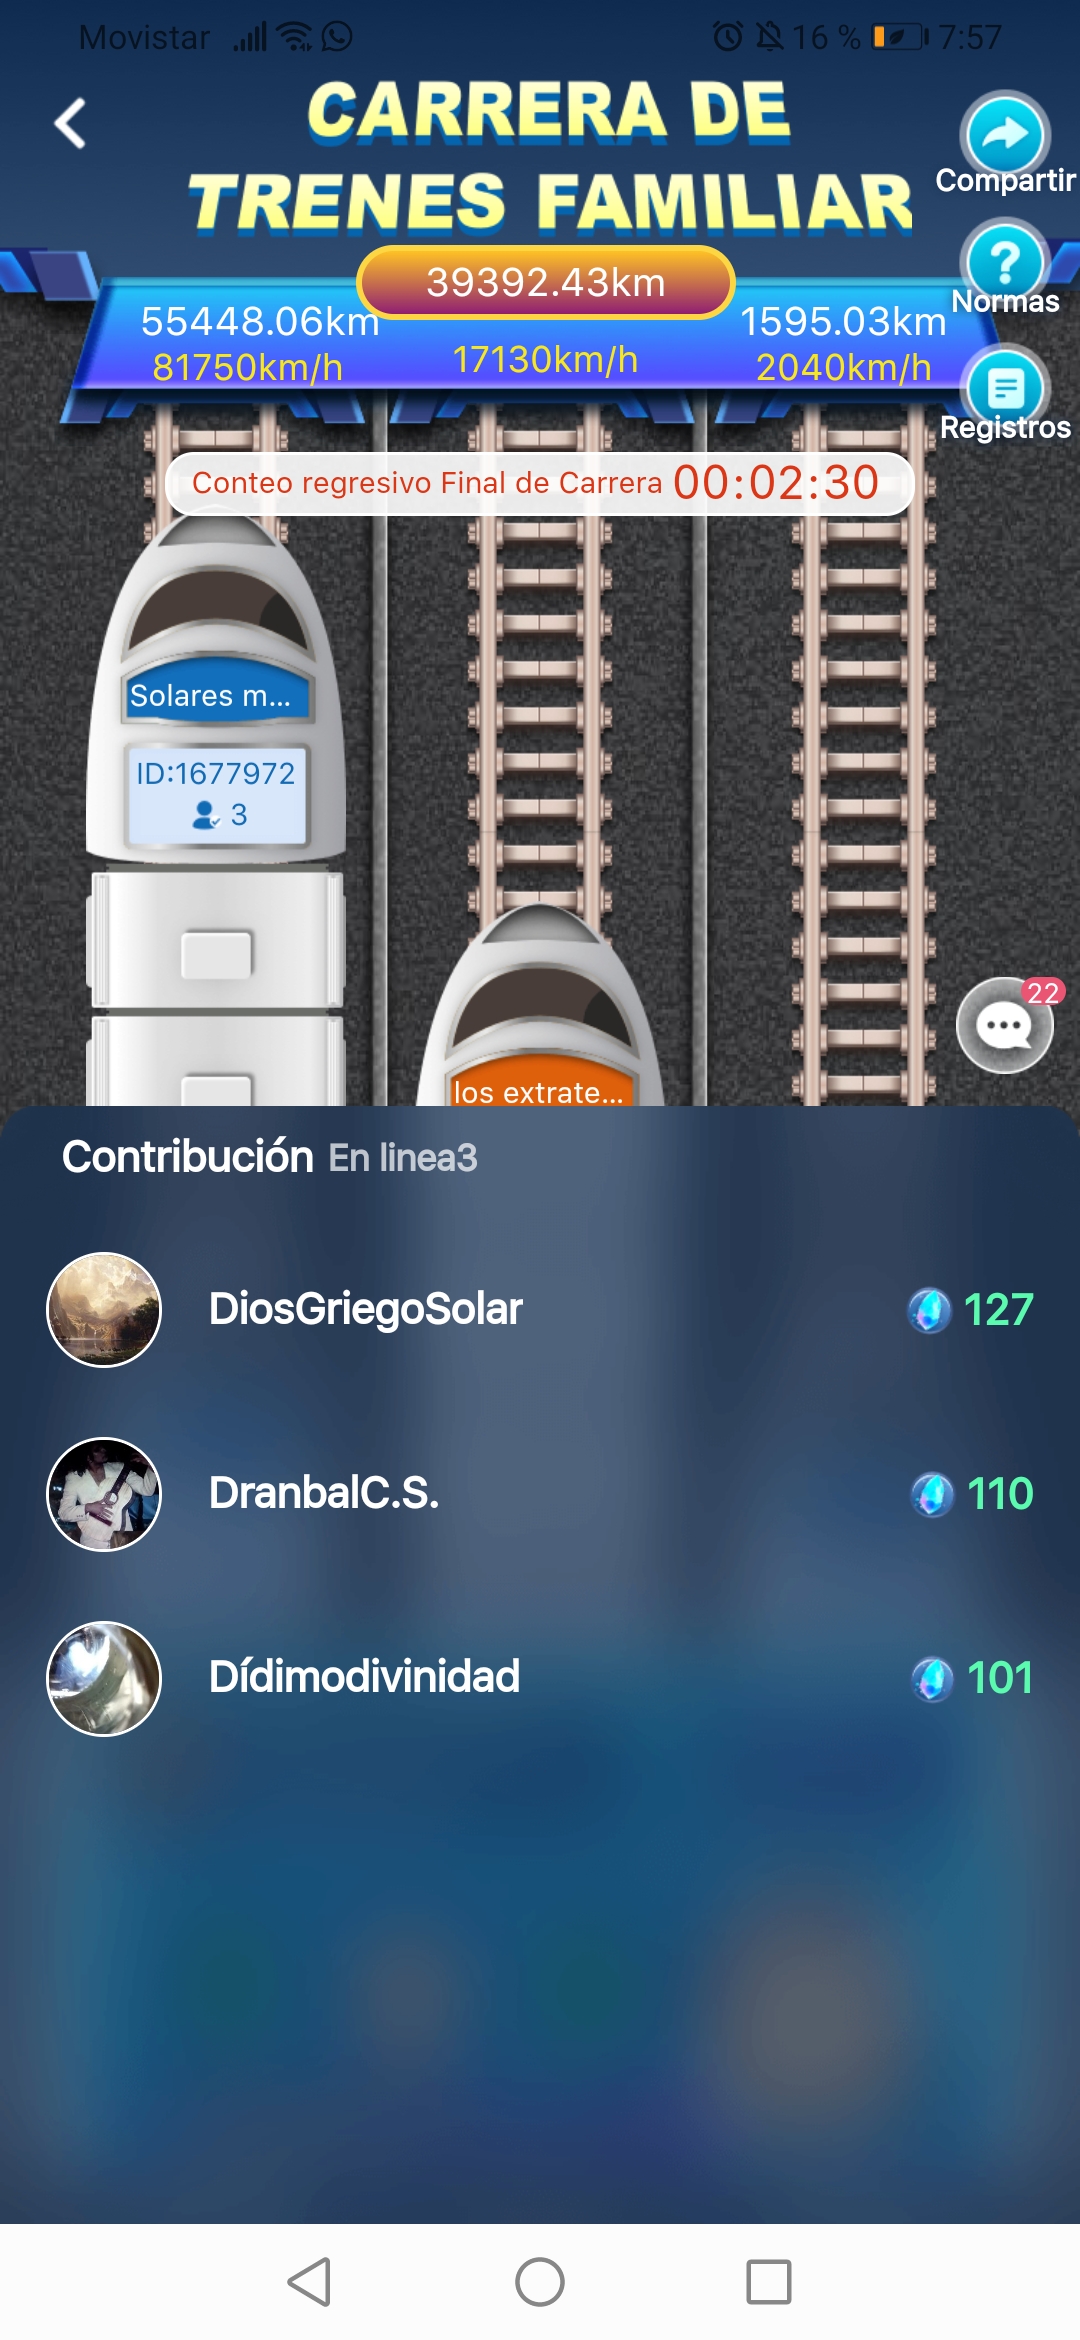 Movistar 16 % 7:57
CARRERA DE
TRENES FAMILIAR
Compartir
Normas
Registros
39392.43km
55448.06km
1595.03km
81750km/h
17130km/h
2040km/h
Conteo regresivo Final de Carrera 00:02:30
Solares m...
ID:1677972
3
los extrate...
22
Contribución En linea3
DiosGriegoSolar 127
DranbalC.S. 110
Dídimodivinidad 101